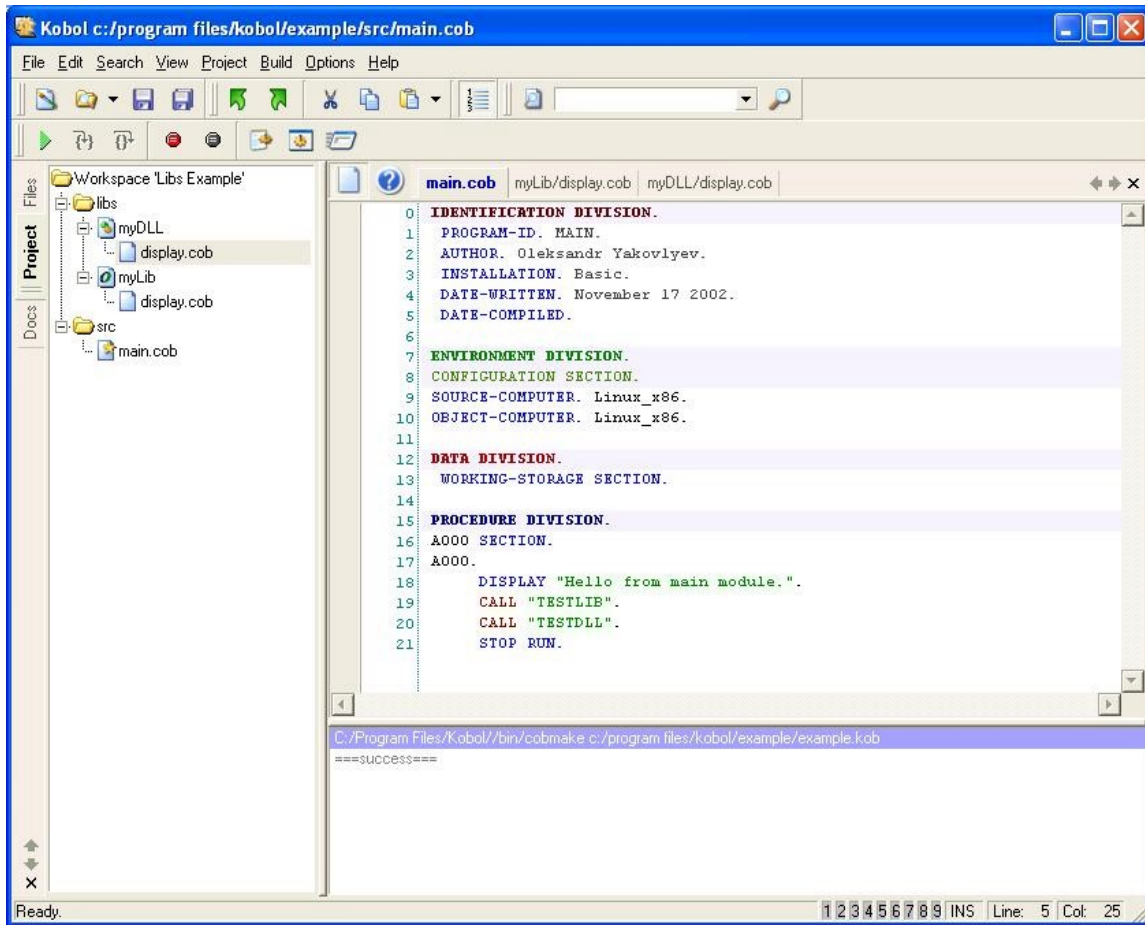 Kobol c:/program files/kobol/example/src/main.cob
File Edit Search View Project Build Options Help
Files
Project
Docs
Workspace 'Libs Example'
libs
myDLL
display.cob
myLib
display.cob
src
main.cob
main.cob myLib/display.cob myDLL/display.cob
0 IDENTIFICATION DIVISION.
1 PROGRAM-ID. MAIN.
2 AUTHOR. Oleksandr Yakovlyev.
3 INSTALLATION. Basic.
4 DATE-WRITTEN. November 17 2002.
5 DATE-COMPILED.
6
7 ENVIRONMENT DIVISION.
8 CONFIGURATION SECTION.
9 SOURCE-COMPUTER. Linux_x86.
10 OBJECT-COMPUTER. Linux_x86.
11
12 DATA DIVISION.
13 WORKING-STORAGE SECTION.
14
15 PROCEDURE DIVISION.
16 A000 SECTION.
17 A000.
18 DISPLAY "Hello from main module.".
19 CALL "TESTLIB".
20 CALL "TESTDLL".
21 STOP RUN.
C:/Program Files/Kobol//bin/cobmake c:/program files/kobol/example/example.kob
===success===
Ready. 1 2 3 4 5 6 7 8 9 INS Line: 5 Col: 25